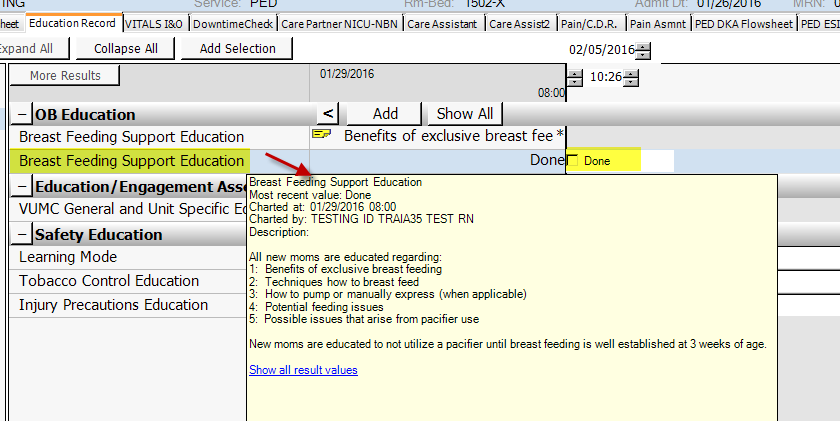 TING Service: PED Rm-Bed: 1502-X Admit Dt: 01/26/2016 MRN: 0
heet Education Record VITALS I&O DowntimeCheck Care Partner NICU-NBN Care Assistant Care Assist2 Pain/C.D.R. Pain Asmnt PED DKA Flowsheet PED ESI
Expand All Collapse All Add Selection 02/05/2016
More Results 01/29/2016 10:26
08:00
− OB Education < Add Show All
Breast Feeding Support Education Benefits of exclusive breast fee *
Breast Feeding Support Education Done Done
− Education/Engagement Asse
VUMC General and Unit Specific Ed
− Safety Education
Learning Mode
Tobacco Control Education
Injury Precautions Education
Breast Feeding Support Education
Most recent value: Done
Charted at: 01/29/2016 08:00
Charted by: TESTING ID TRAIA35 TEST RN
Description:
All new moms are educated regarding:
1: Benefits of exclusive breast feeding
2: Techniques how to breast feed
3: How to pump or manually express (when applicable)
4: Potential feeding issues
5: Possible issues that arise from pacifier use
New moms are educated to not utilize a pacifier until breast feeding is well established at 3 weeks of age.
Show all result values